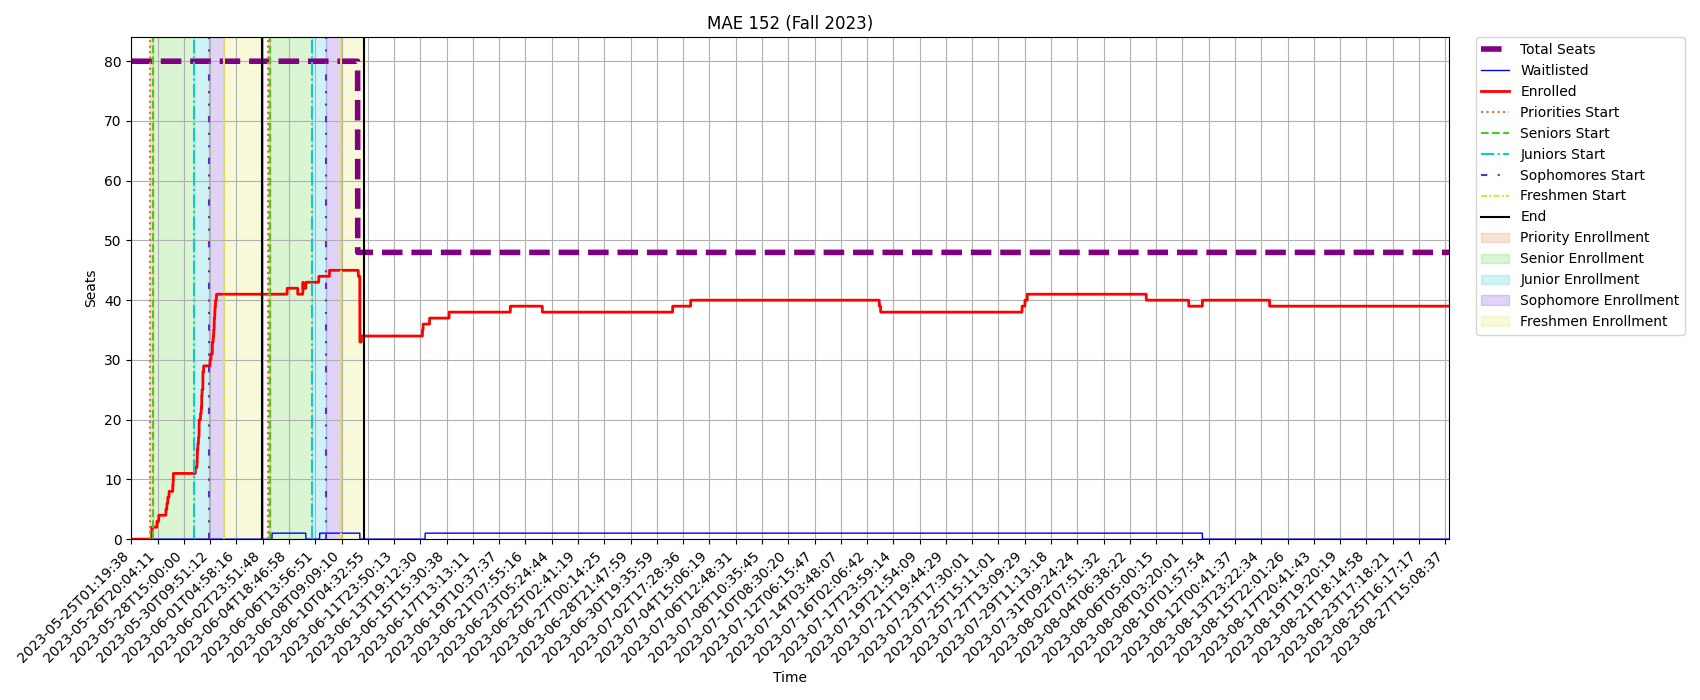 MAE 152 (Fall 2023)
80
70
60
50
40
30
20
10
0
Seats
2023-05-25T01:19:38
2023-05-26T20:04:11
2023-05-28T15:00:00
2023-05-30T09:51:12
2023-06-01T04:58:16
2023-06-02T23:51:48
2023-06-04T18:46:58
2023-06-06T13:56:51
2023-06-08T09:09:10
2023-06-10T04:32:55
2023-06-11T23:50:13
2023-06-13T19:12:30
2023-06-15T15:30:38
2023-06-17T13:13:11
2023-06-19T10:37:37
2023-06-21T07:55:16
2023-06-23T05:24:44
2023-06-25T02:41:19
2023-06-27T00:14:25
2023-06-28T21:47:59
2023-06-30T19:35:59
2023-07-02T17:28:36
2023-07-04T15:06:19
2023-07-06T12:48:31
2023-07-08T10:35:45
2023-07-10T08:30:20
2023-07-12T06:15:47
2023-07-14T03:48:07
2023-07-16T02:06:42
2023-07-17T23:59:14
2023-07-19T21:54:09
2023-07-21T19:44:29
2023-07-23T17:30:01
2023-07-25T15:11:01
2023-07-27T13:09:29
2023-07-29T11:13:18
2023-07-31T09:24:24
2023-08-02T07:51:32
2023-08-04T06:38:22
2023-08-06T05:00:15
2023-08-08T03:20:01
2023-08-10T01:57:54
2023-08-12T00:41:37
2023-08-13T23:22:34
2023-08-15T22:01:26
2023-08-17T20:41:43
2023-08-19T19:20:19
2023-08-21T18:14:58
2023-08-23T17:18:21
2023-08-25T16:17:17
2023-08-27T15:08:37
Time
Total Seats
Waitlisted
Enrolled
Priorities Start
Seniors Start
Juniors Start
Sophomores Start
Freshmen Start
End
Priority Enrollment
Senior Enrollment
Junior Enrollment
Sophomore Enrollment
Freshmen Enrollment